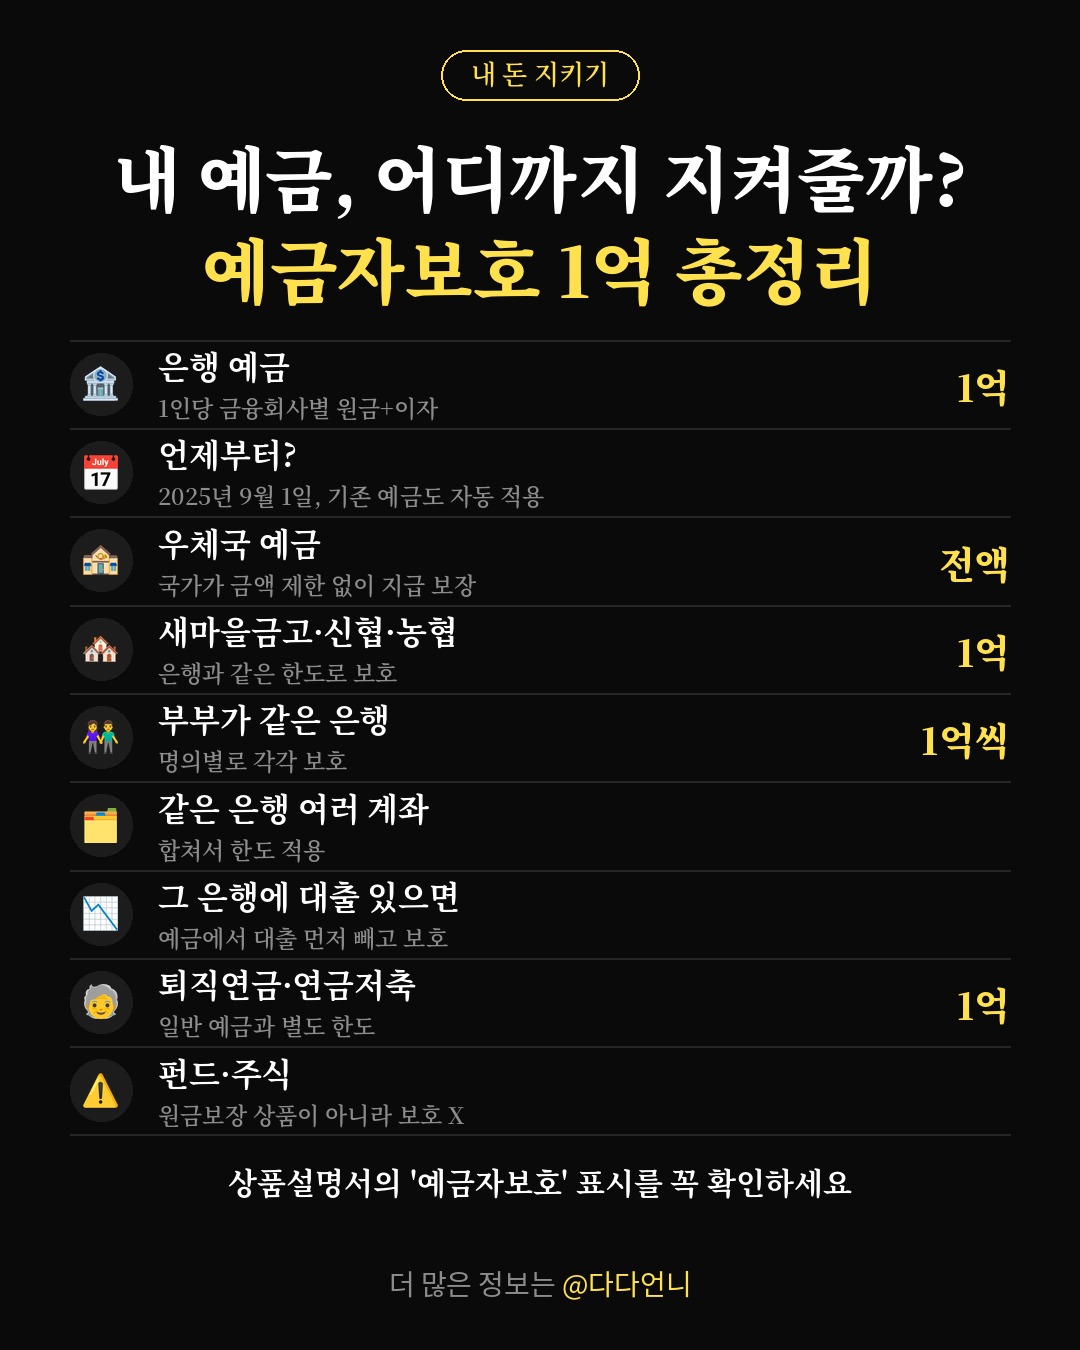 내 돈 지키기
내 예금, 어디까지 지켜줄까?
예금자보호 1억 총정리
은행 예금
1인당 금융회사별 원금+이자
1억
July
17
언제부터?
2025년 9월 1일, 기존 예금도 자동 적용
우체국 예금
국가가 금액 제한 없이 지급 보장
전액
새마을금고·신협·농협
은행과 같은 한도로 보호
1억
부부가 같은 은행
명의별로 각각 보호
1억씩
같은 은행 여러 계좌
합쳐서 한도 적용
그 은행에 대출 있으면
예금에서 대출 먼저 빼고 보호
퇴직연금·연금저축
일반 예금과 별도 한도
1억
펀드·주식
원금보장 상품이 아니라 보호 X
상품설명서의 '예금자보호' 표시를 꼭 확인하세요
더 많은 정보는 @다다언니